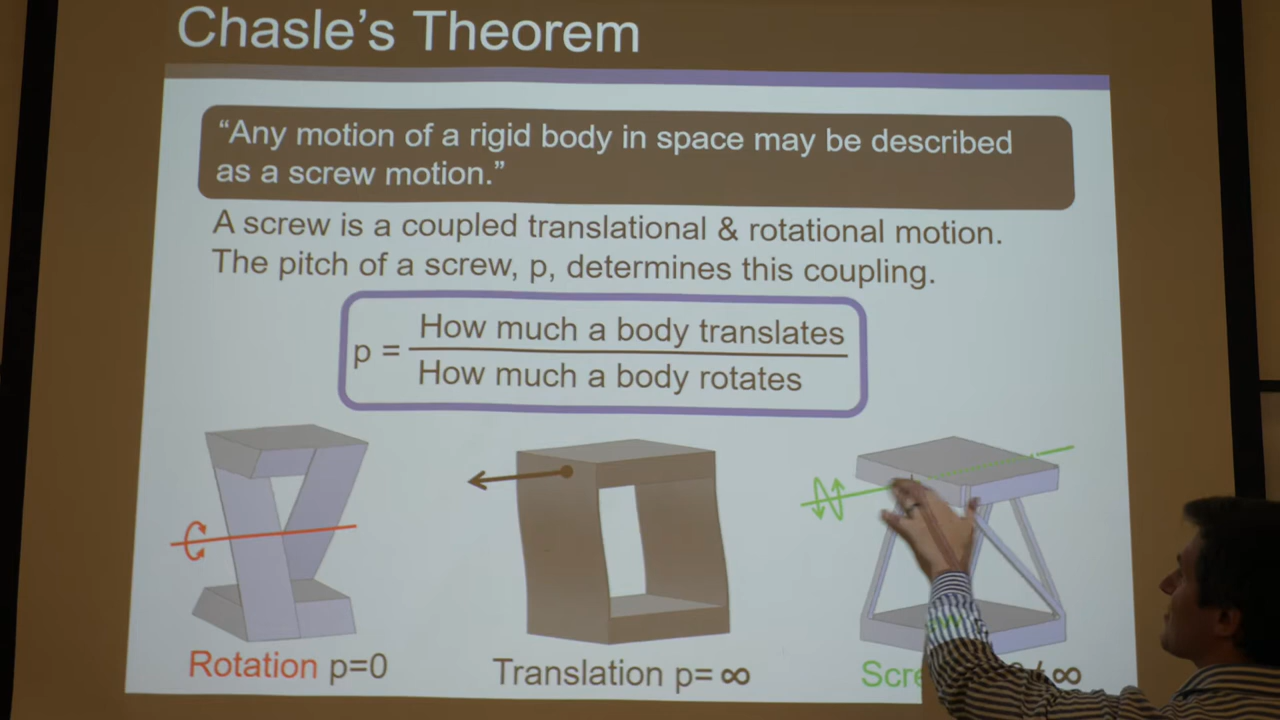 Chasle's Theorem
“Any motion of a rigid body in space may be described
as a screw motion.”
A screw is a coupled translational & rotational motion.
The pitch of a screw, p, determines this coupling.
p = How much a body translates
How much a body rotates
Rotation p=0
Translation p= ∞
∞